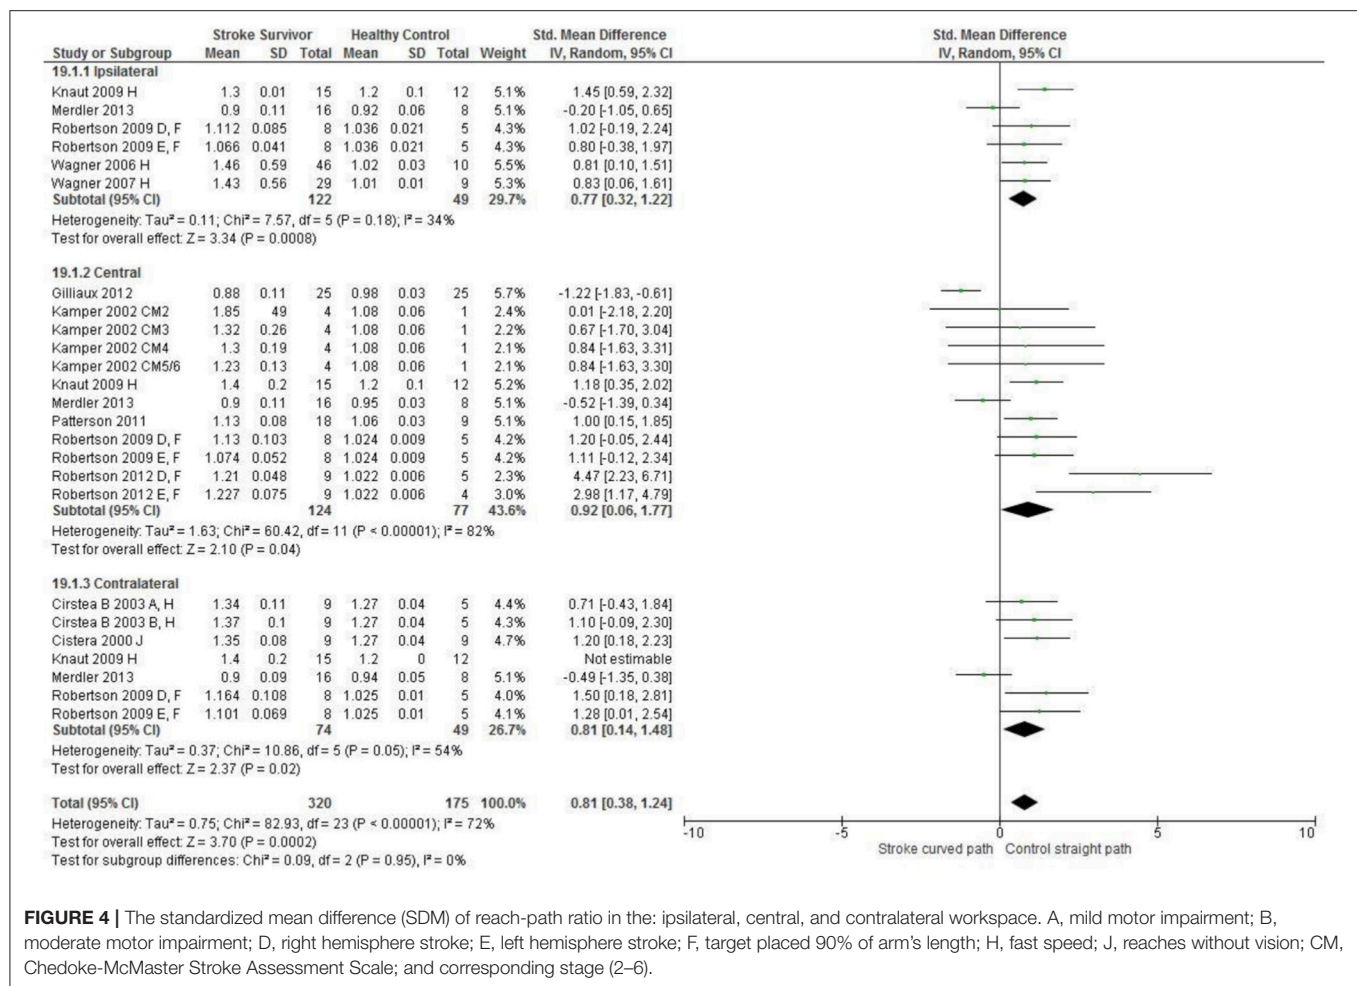 Stroke Survivor Healthy Control Std. Mean Difference Std. Mean Difference
Study or Subgroup Mean SD Total Mean SD Total Weight IV, Random, 95% CI IV, Random, 95% CI
19.1.1 Ipsilateral
Knaut 2009 H 1.3 0.01 15 1.2 0.1 12 5.1% 1.45 [0.59, 2.32]
Merdler 2013 0.9 0.11 16 0.92 0.06 8 5.1% -0.20 [-1.05, 0.65]
Robertson 2009 D, F 1.112 0.085 8 1.036 0.021 5 4.3% 1.02 [-0.19, 2.24]
Robertson 2009 E, F 1.066 0.041 8 1.036 0.021 5 4.3% 0.80 [-0.38, 1.97]
Wagner 2006 H 1.46 0.59 46 1.02 0.03 10 5.5% 0.81 [0.10, 1.51]
Wagner 2007 H 1.43 0.56 29 1.01 0.01 9 5.3% 0.83 [0.06, 1.61]
Subtotal (95% CI) 122 49 29.7% 0.77 [0.32, 1.22]
Heterogeneity: Tau² = 0.11; Chi² = 7.57, df = 5 (P = 0.18); I² = 34%
Test for overall effect: Z = 3.34 (P = 0.0008)
19.1.2 Central
Gilliaux 2012 0.88 0.11 25 0.98 0.03 25 5.7% -1.22 [-1.83, -0.61]
Kamper 2002 CM2 1.85 49 4 1.08 0.06 1 2.4% 0.01 [-2.18, 2.20]
Kamper 2002 CM3 1.32 0.26 4 1.08 0.06 1 2.2% 0.67 [-1.70, 3.04]
Kamper 2002 CM4 1.3 0.19 4 1.08 0.06 1 2.1% 0.84 [-1.63, 3.31]
Kamper 2002 CM5/6 1.23 0.13 4 1.08 0.06 1 2.1% 0.84 [-1.63, 3.30]
Knaut 2009 H 1.4 0.2 15 1.2 0.1 12 5.2% 1.18 [0.35, 2.02]
Merdler 2013 0.9 0.11 16 0.95 0.03 8 5.1% -0.52 [-1.39, 0.34]
Patterson 2011 1.13 0.08 18 1.06 0.03 9 5.1% 1.00 [0.15, 1.85]
Robertson 2009 D, F 1.13 0.103 8 1.024 0.009 5 4.2% 1.20 [-0.05, 2.44]
Robertson 2009 E, F 1.074 0.052 8 1.024 0.009 5 4.2% 1.11 [-0.12, 2.34]
Robertson 2012 D, F 1.21 0.048 9 1.022 0.006 5 2.3% 4.47 [2.23, 6.71]
Robertson 2012 E, F 1.227 0.075 9 1.022 0.006 4 3.0% 2.98 [1.17, 4.79]
Subtotal (95% CI) 124 77 43.6% 0.92 [0.06, 1.77]
Heterogeneity: Tau² = 1.63; Chi² = 60.42, df = 11 (P < 0.00001); I² = 82%
Test for overall effect: Z = 2.10 (P = 0.04)
19.1.3 Contralateral
Cirstea B 2003 A, H 1.34 0.11 9 1.27 0.04 5 4.4% 0.71 [-0.43, 1.84]
Cirstea B 2003 B, H 1.37 0.1 9 1.27 0.04 5 4.3% 1.10 [-0.09, 2.30]
Cistera 2000 J 1.35 0.08 9 1.27 0.04 9 4.7% 1.20 [0.18, 2.23]
Knaut 2009 H 1.4 0.2 15 1.2 0 12 Not estimable
Merdler 2013 0.9 0.09 16 0.94 0.05 8 5.1% -0.49 [-1.35, 0.38]
Robertson 2009 D, F 1.164 0.108 8 1.025 0.01 5 4.0% 1.50 [0.18, 2.81]
Robertson 2009 E, F 1.101 0.069 8 1.025 0.01 5 4.1% 1.28 [0.01, 2.54]
Subtotal (95% CI) 74 49 26.7% 0.81 [0.14, 1.48]
Heterogeneity: Tau² = 0.37; Chi² = 10.86, df = 5 (P = 0.05); I² = 54%
Test for overall effect: Z = 2.37 (P = 0.02)
Total (95% CI) 320 175 100.0% 0.81 [0.38, 1.24]
Heterogeneity: Tau² = 0.75; Chi² = 82.93, df = 23 (P < 0.00001); I² = 72%
Test for overall effect: Z = 3.70 (P = 0.0002)
Test for subgroup differences: Chi² = 0.09, df = 2 (P = 0.95), I² = 0%
-10 -5 0 5 10
Stroke curved path Control straight path
FIGURE 4 | The standardized mean difference (SDM) of reach-path ratio in the: ipsilateral, central, and contralateral workspace. A, mild motor impairment; B,
moderate motor impairment; D, right hemisphere stroke; E, left hemisphere stroke; F, target placed 90% of arm's length; H, fast speed; J, reaches without vision; CM,
Chedoke-McMaster Stroke Assessment Scale; and corresponding stage (2–6).